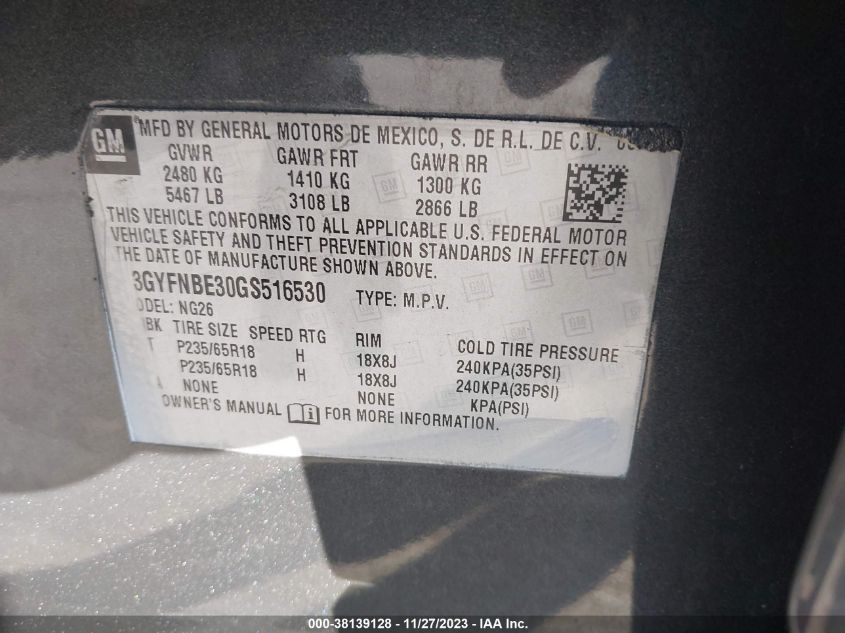 GM MFD BY GENERAL MOTORS DE MEXICO, S. DE R.L. DE C.V.
GVWR GAWR FRT GAWR RR
2480 KG 1410 KG 1300 KG
5467 LB 3108 LB 2866 LB
THIS VEHICLE CONFORMS TO ALL APPLICABLE U.S. FEDERAL MOTOR
VEHICLE SAFETY AND THEFT PREVENTION STANDARDS IN EFFECT ON
THE DATE OF MANUFACTURE SHOWN ABOVE.
3GYFNBE30GS516530 TYPE: M.P.V.
ODEL: NG26
BK TIRE SIZE SPEED RTG RIM COLD TIRE PRESSURE
T P235/65R18 H 18X8J 240KPA(35PSI)
P235/65R18 H 18X8J 240KPA(35PSI)
A NONE NONE KPA(PSI)
OWNER'S MANUAL i FOR MORE INFORMATION.
000-38139128 - 11/27/2023 - IAA Inc.